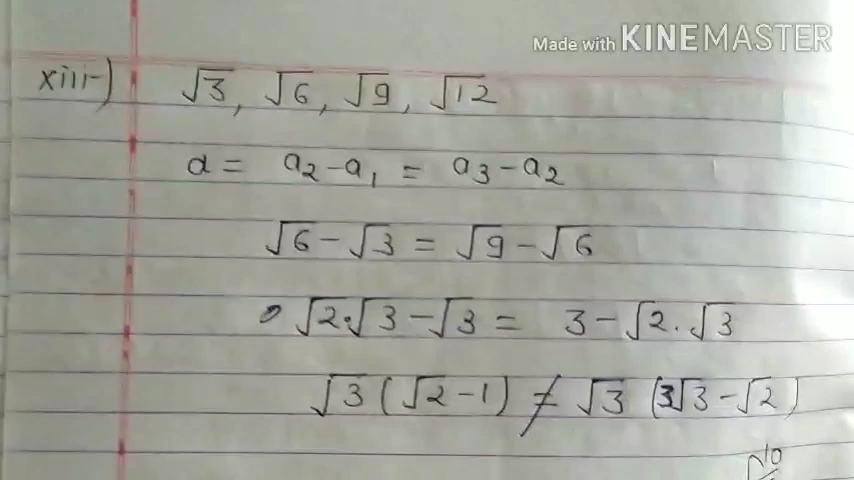 Made with KINEMASTER
xiii-) √3, √6, √9, √12
d = a₂-a₁ = a₃-a₂
√6-√3 = √9-√6
√2·√3-√3 = 3-√2.√3
√3(√2-1) ≠ √3 (√3-√2)